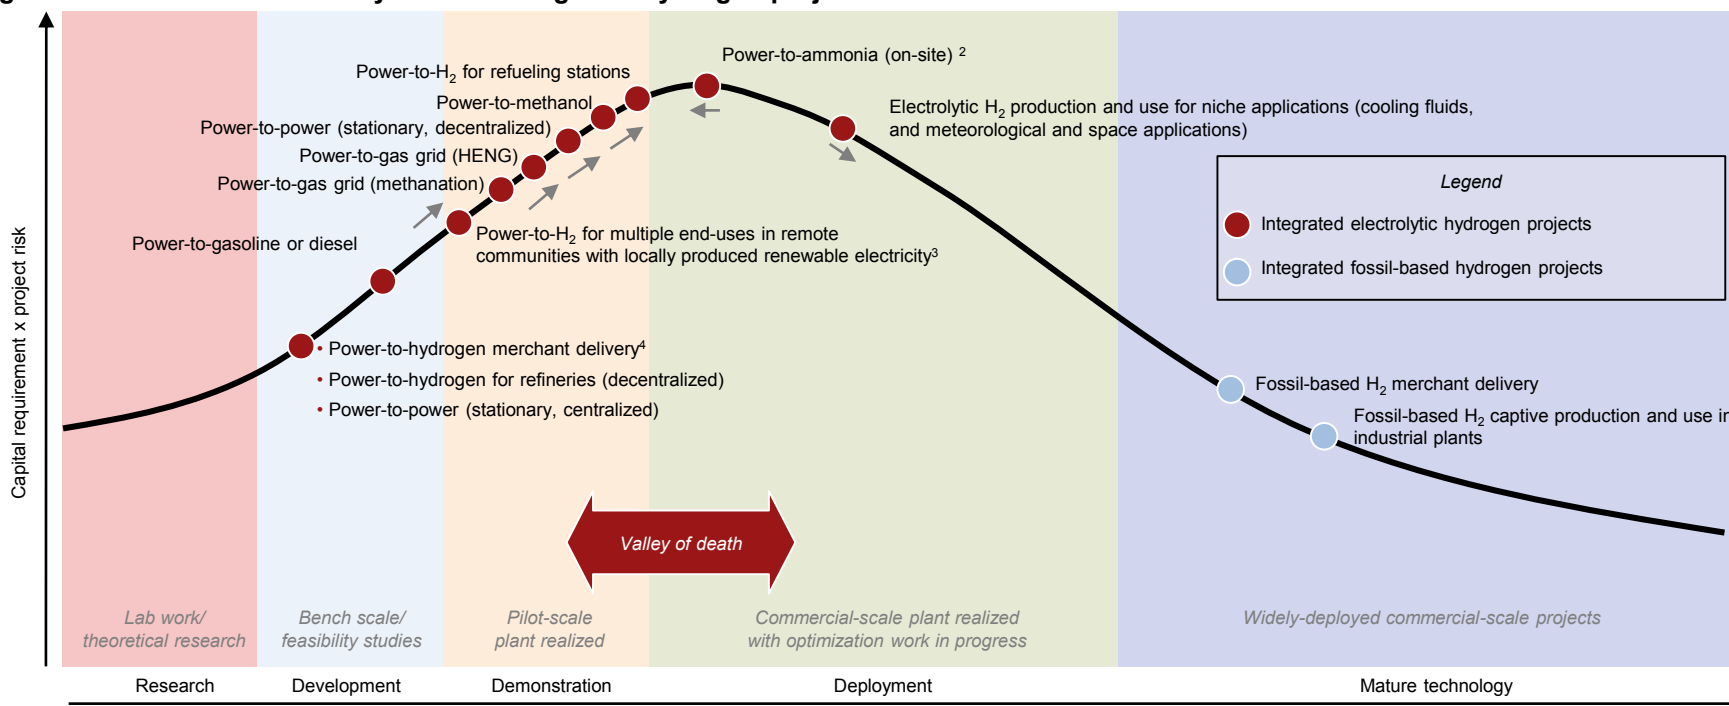 Power-to-ammonia (on-site) ²
Power-to-H₂ for refueling stations
Power-to-methanol
Electrolytic H₂ production and use for niche applications (cooling fluids,
and meteorological and space applications)
Power-to-power (stationary, decentralized)
Power-to-gas grid (HENG)
Power-to-gas grid (methanation)
Legend
Integrated electrolytic hydrogen projects
Integrated fossil-based hydrogen projects
Power-to-gasoline or diesel
Power-to-H₂ for multiple end-uses in remote
communities with locally produced renewable electricity³
Capital requirement x project risk
• Power-to-hydrogen merchant delivery⁴
• Power-to-hydrogen for refineries (decentralized)
• Power-to-power (stationary, centralized)
Fossil-based H₂ merchant delivery
Fossil-based H₂ captive production and use in
industrial plants
Valley of death
Lab work/
theoretical research
Bench scale/
feasibility studies
Pilot-scale
plant realized
Commercial-scale plant realized
with optimization work in progress
Widely-deployed commercial-scale projects
Research
Development
Demonstration
Deployment
Mature technology